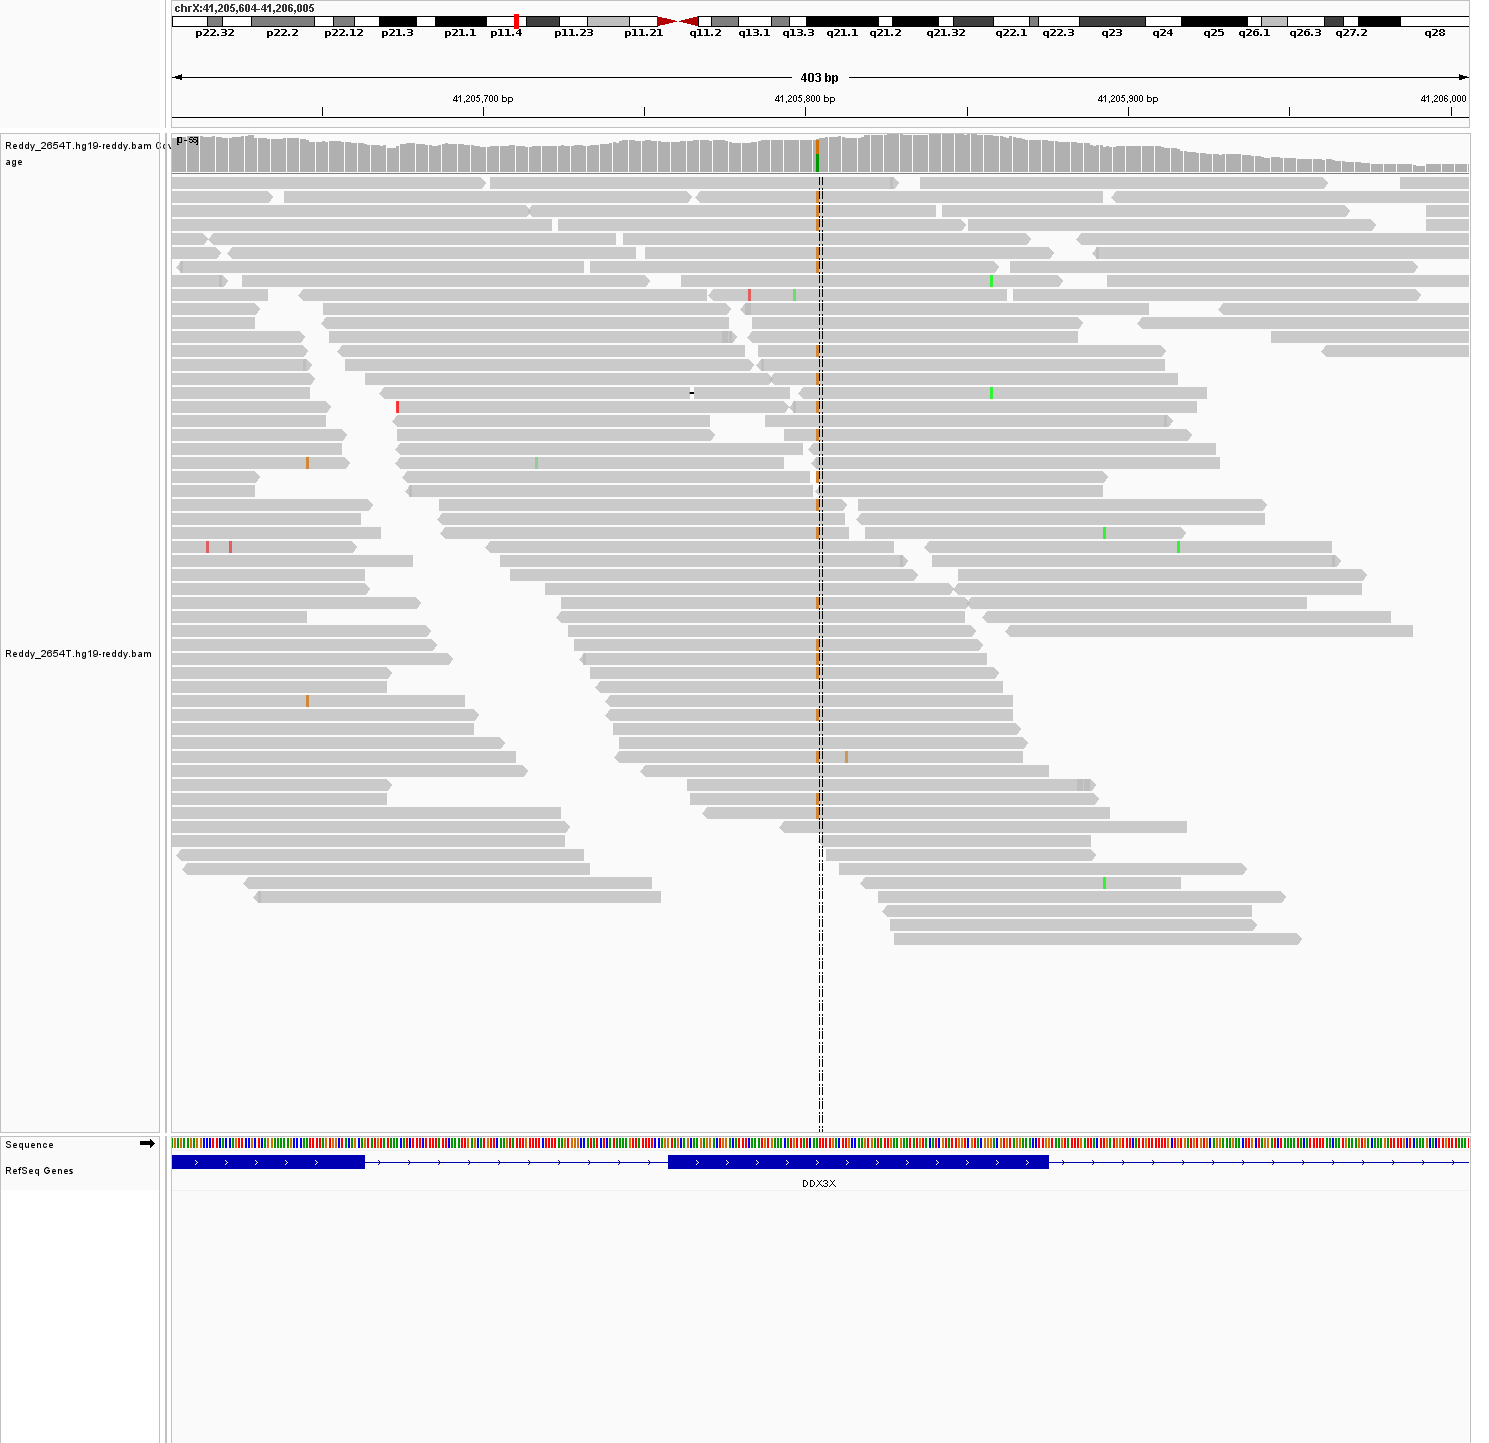 chrX:41,205,604-41,206,005
p22.32 p22.2 p22.12 p21.3 p21.1 p11.4 p11.23 p11.21 q11.2 q13.1 q13.3 q21.1 q21.2 q21.32 q22.1 q22.3 q23 q24 q25 q26.1 q26.3 q27.2 q28
403 bp
41,205,700 bp 41,205,800 bp 41,205,900 bp 41,206,000
Reddy_2654T.hg19-reddy.bam Cov
age
Reddy_2654T.hg19-reddy.bam
Sequence
RefSeq Genes
DDX3X